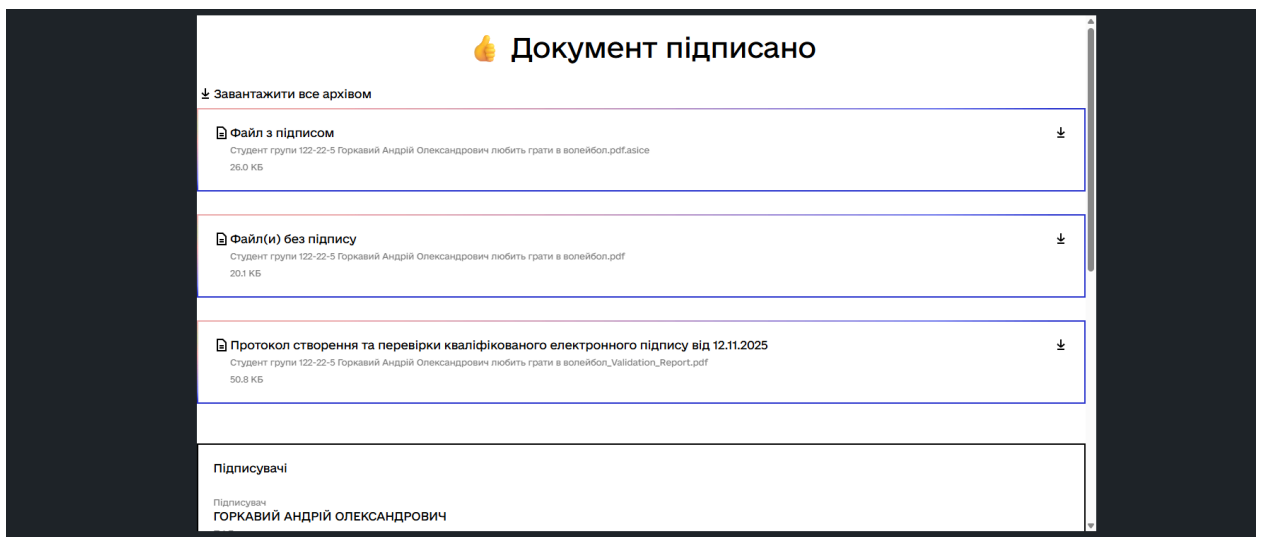 👍 Документ підписано
Завантажити все архівом
Файл з підписом
Студент групи 122-22-5 Горкавий Андрій Олександрович любить грати в волейбол.pdf.asice
26.0 КБ
Файл(и) без підпису
Студент групи 122-22-5 Горкавий Андрій Олександрович любить грати в волейбол.pdf
20.1 КБ
Протокол створення та перевірки кваліфікованого електронного підпису від 12.11.2025
Студент групи 122-22-5 Горкавий Андрій Олександрович любить грати в волейбол_Validation_Report.pdf
50.8 КБ
Підписувачі
Підписувач
ГОРКАВИЙ АНДРІЙ ОЛЕКСАНДРОВИЧ